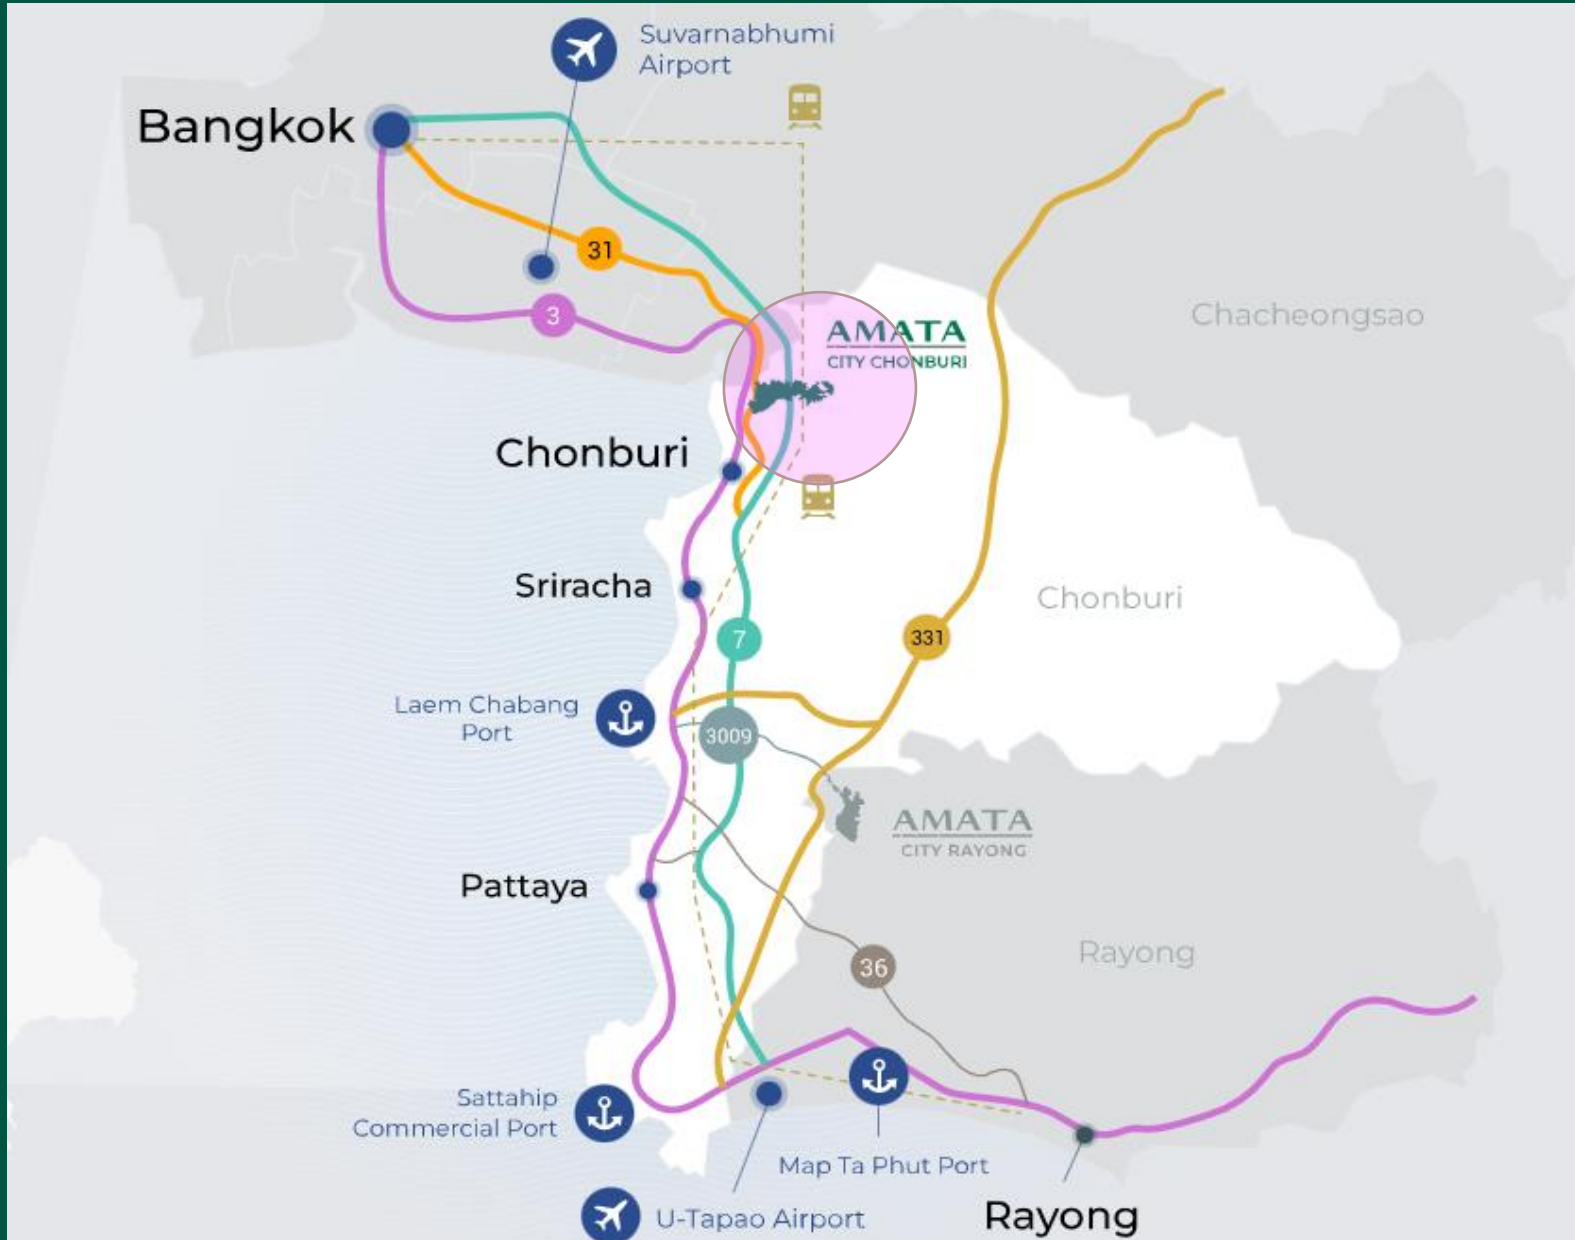 Suvarnabhumi
Airport
Bangkok
31
3
AMATA
CITY CHONBURI
Chacheongsao
Chonburi
Sriracha
Chonburi
7
331
Laem Chabang
Port
3009
AMATA
CITY RAYONG
Pattaya
Rayong
36
Sattahip
Commercial Port
Map Ta Phut Port
U-Tapao Airport
Rayong